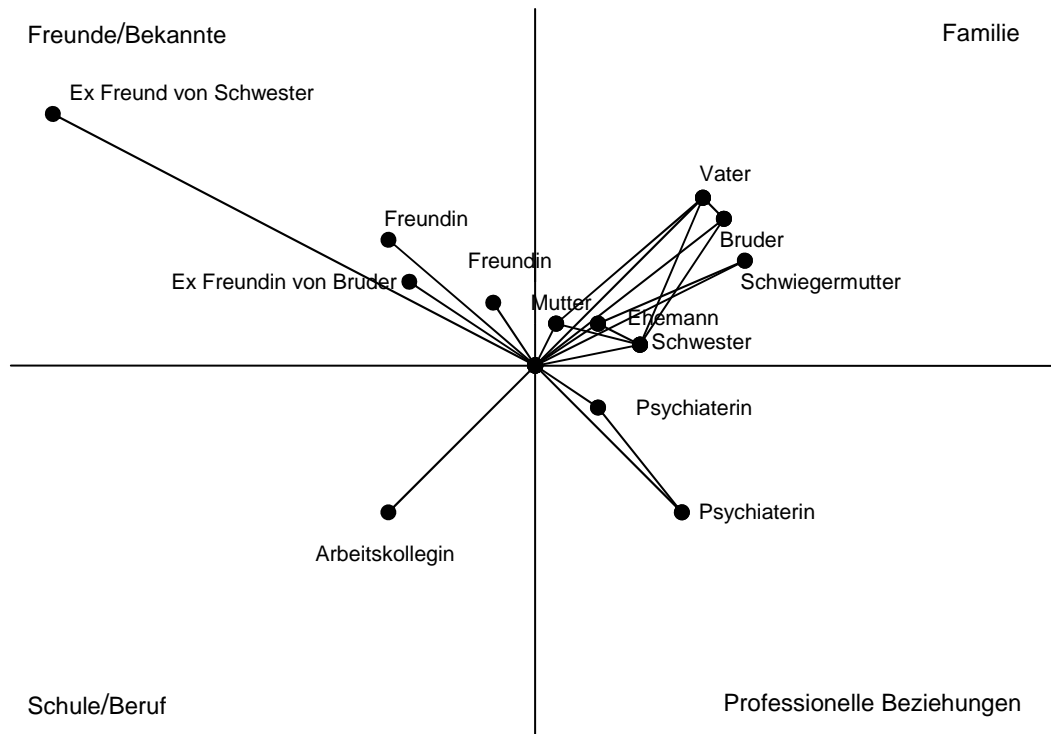 Freunde/Bekannte
Familie
Ex Freund von Schwester
Vater
Freundin
Bruder
Freundin
Ex Freundin von Bruder
Schwiegermutter
Mutter
Ehemann
Schwester
Psychiaterin
Psychiaterin
Arbeitskollegin
Schule/Beruf
Professionelle Beziehungen